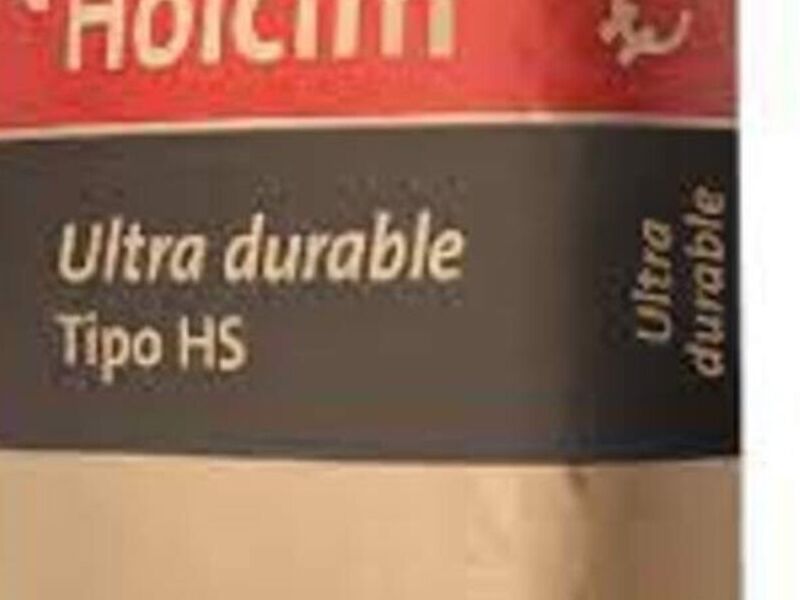 Holcim
Ultra durable
Tipo HS
Ultra
durable